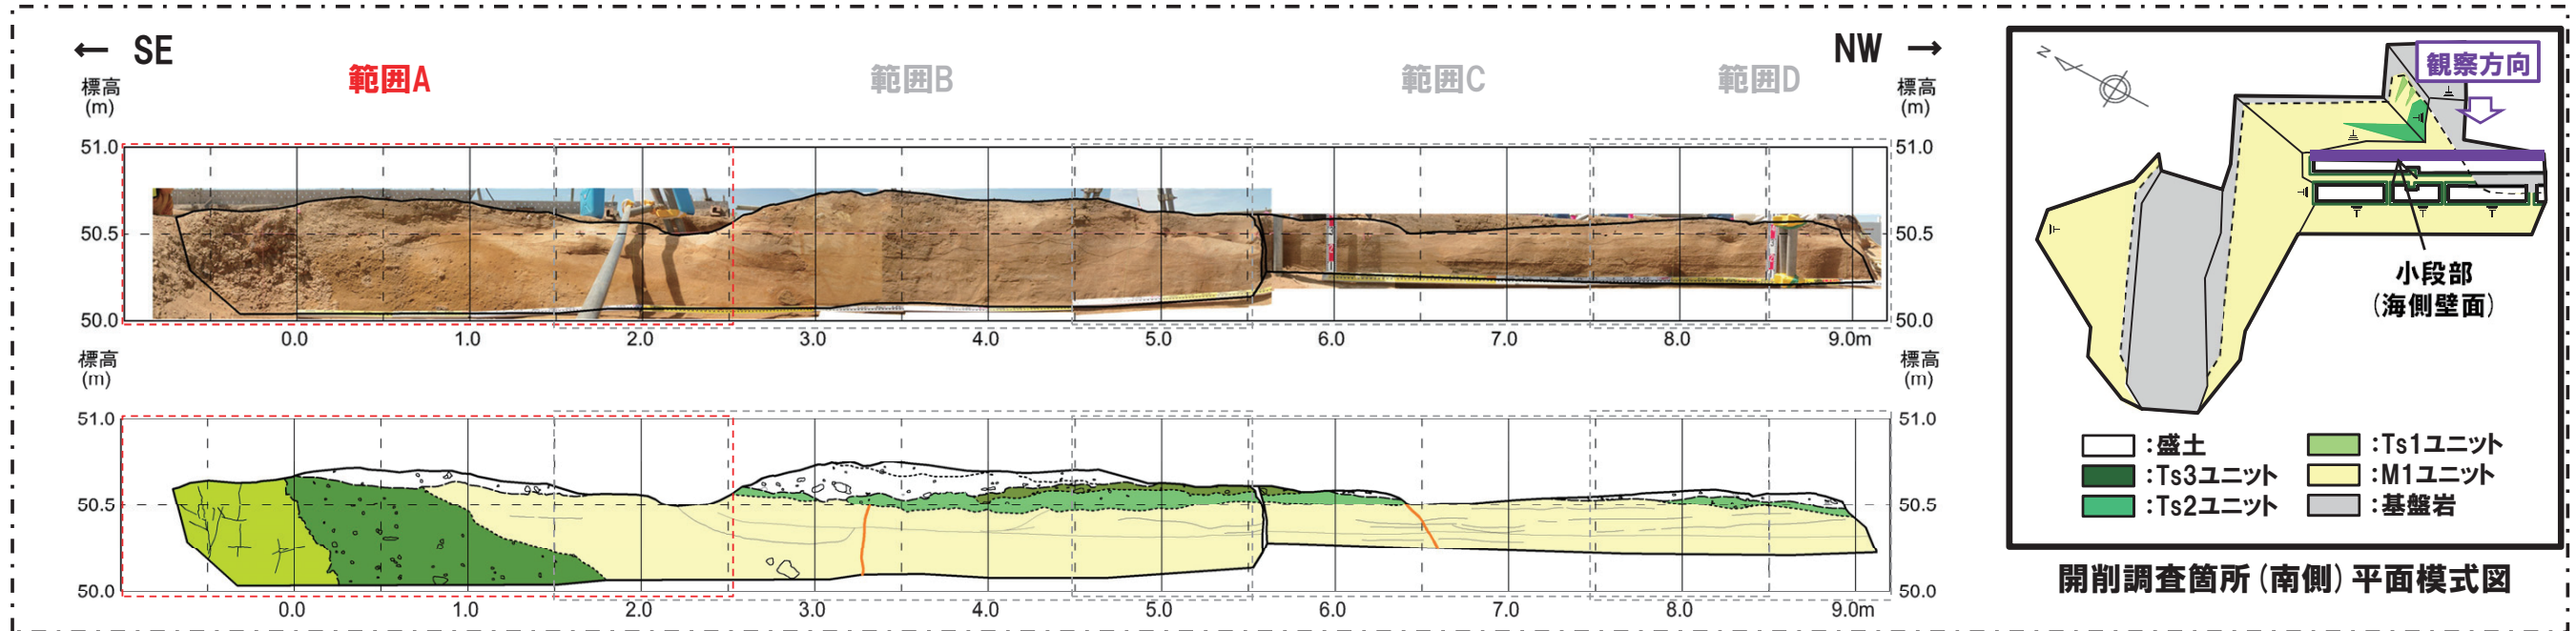 ← SE
NW →
範囲A
範囲B
範囲C
範囲D
標高
(m)
標高
(m)
51.0
51.0
50.5
50.5
50.0
50.0
0.0
1.0
2.0
3.0
4.0
5.0
6.0
7.0
8.0
9.0m
標高
(m)
標高
(m)
51.0
51.0
50.5
50.5
50.0
50.0
0.0
1.0
2.0
3.0
4.0
5.0
6.0
7.0
8.0
9.0m
N
観察方向
小段部
(海側壁面)
:盛土
:Ts1ユニット
:Ts3ユニット
:M1ユニット
:Ts2ユニット
:基盤岩
開削調査箇所(南側)平面模式図